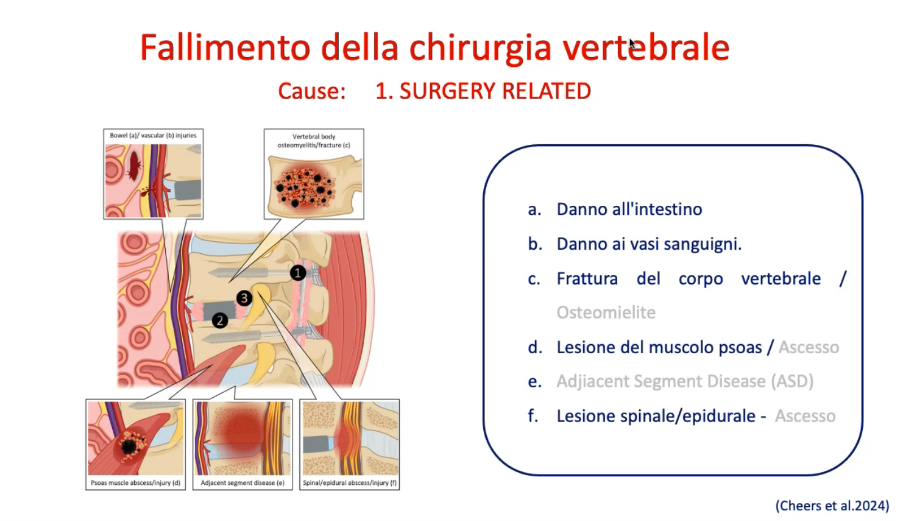 Fallimento della chirurgia vertebrale
Cause: 1. SURGERY RELATED
Bowel (a)/ vascular (b) injuries
Vertebral body
osteomyelitis/fracture (c)
1
3
2
Psoas muscle abscess/injury (d)
Adjacent segment disease (e)
Spinal/epidural abscess/injury (f)
a. Danno all'intestino
b. Danno ai vasi sanguigni.
c. Frattura del corpo vertebrale /
Osteomielite
d. Lesione del muscolo psoas / Ascesso
e. Adjiacent Segment Disease (ASD)
f. Lesione spinale/epidurale - Ascesso
(Cheers et al.2024)